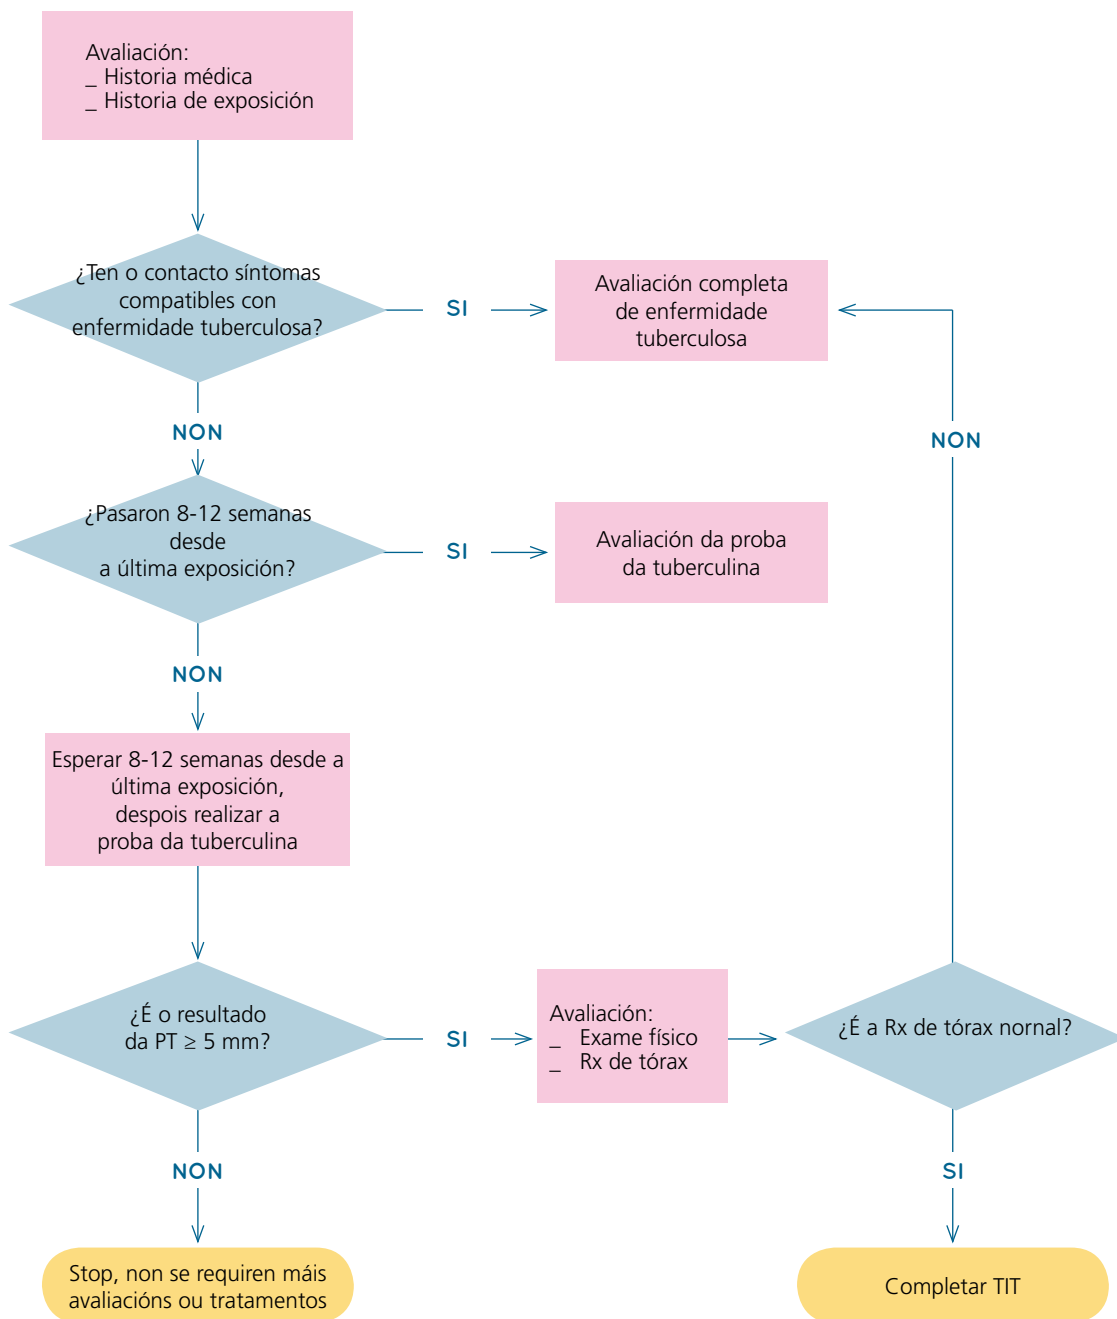 Avaliación:
_ Historia médica
_ Historia de exposición
¿Ten o contacto síntomas
compatibles con
enfermidade tuberculosa?
SI
Avaliación completa
de enfermidade
tuberculosa
NON
NON
¿Pasaron 8-12 semanas
desde
a última exposición?
SI
Avaliación da proba
da tuberculina
NON
Esperar 8-12 semanas desde a
última exposición,
despois realizar a
proba da tuberculina
¿É o resultado
da PT ≥ 5 mm?
SI
Avaliación:
_ Exame físico
_ Rx de tórax
¿É a Rx de tórax nornal?
NON
SI
Stop, non se requiren máis
avaliacións ou tratamentos
Completar TIT